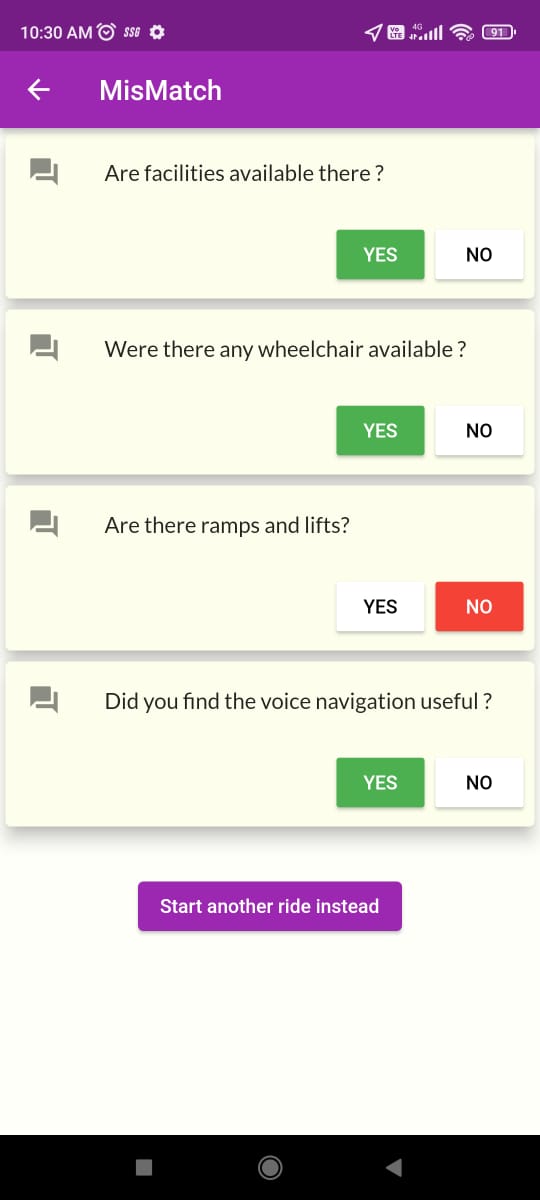 10:30 AM SSG 4G Vo LTE 91
MisMatch
Are facilities available there ?
YES NO
Were there any wheelchair available ?
YES NO
Are there ramps and lifts?
YES NO
Did you find the voice navigation useful ?
YES NO
Start another ride instead